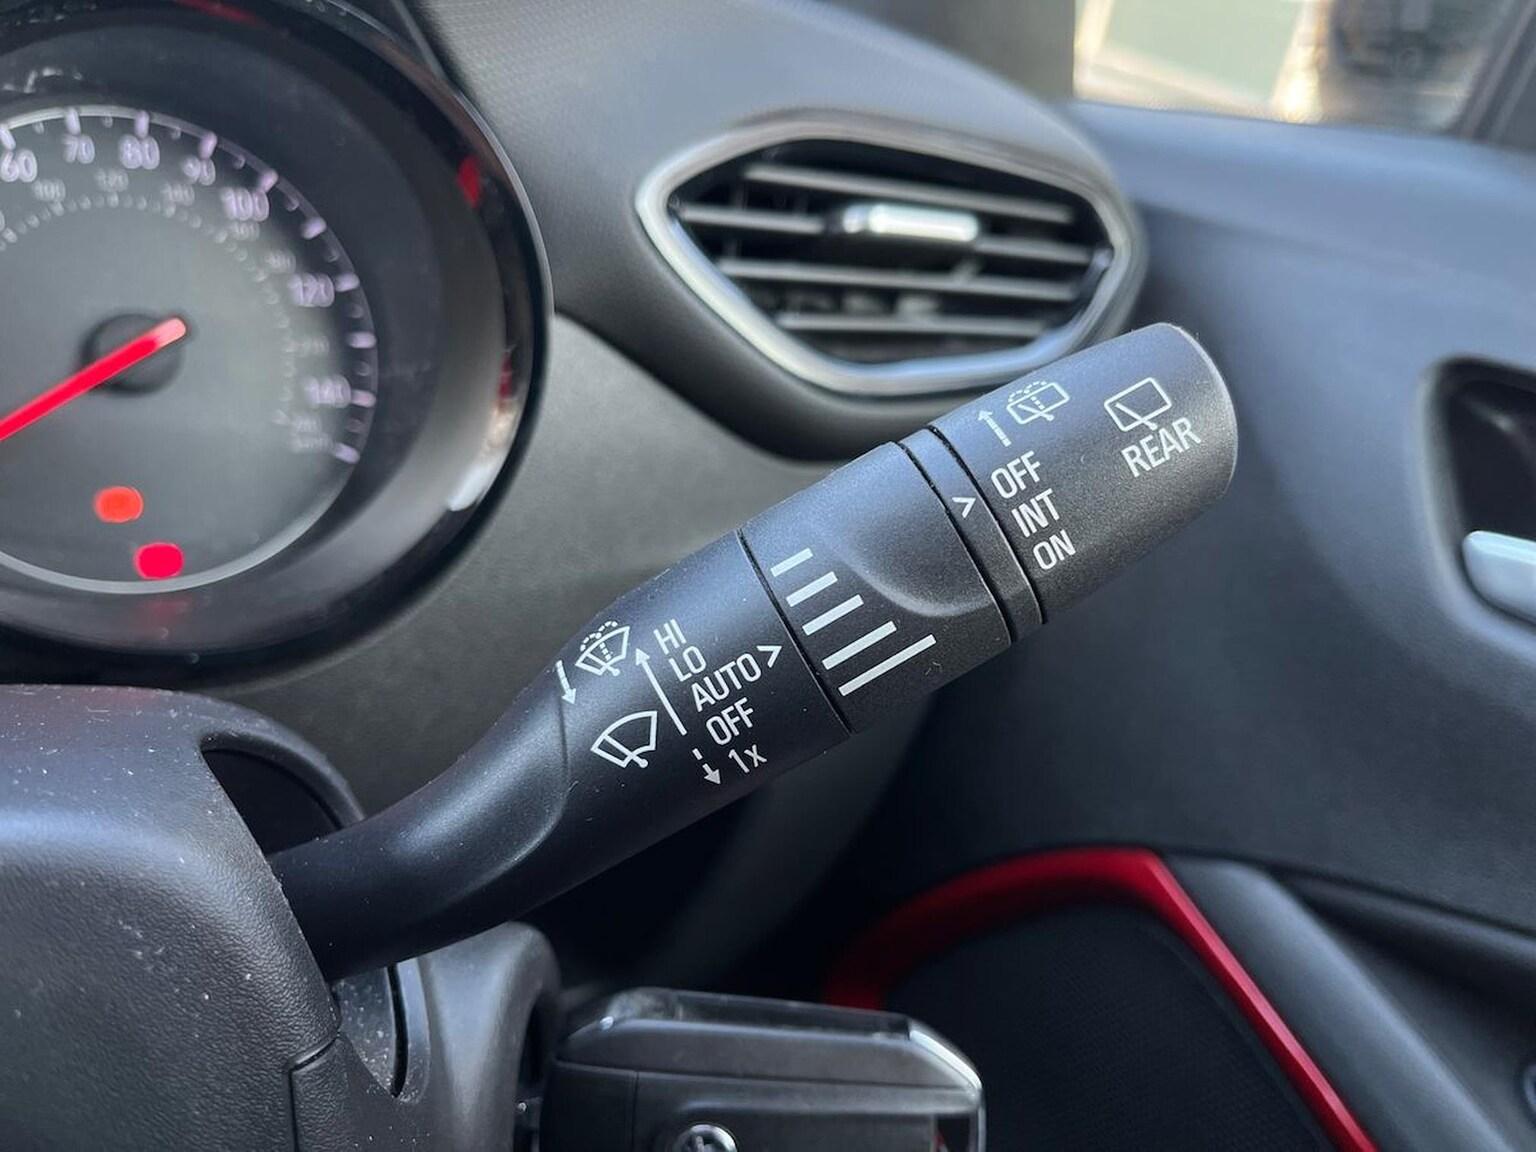 60 70 80 90 100
120
140
REAR
OFF
INT
ON
HI
LO
AUTO
OFF
1x